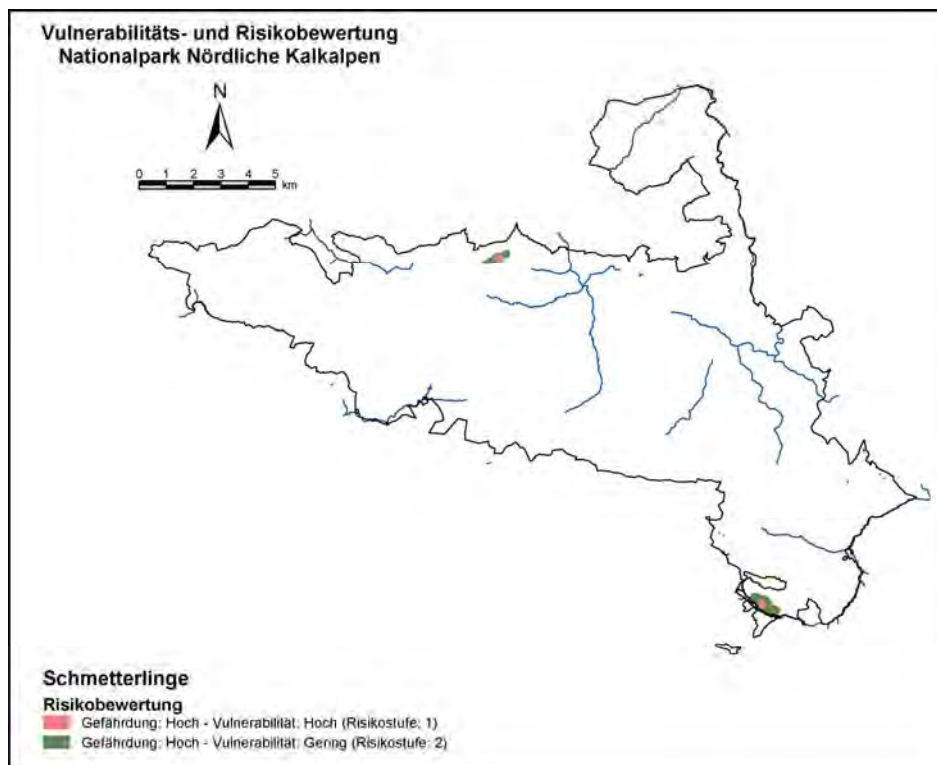 Vulnerabilitäts- und Risikobewertung
Nationalpark Nördliche Kalkalpen
N
0 1 2 3 4 5
km
Schmetterlinge
Risikobewertung
Gefährdung: Hoch - Vulnerabilität: Hoch (Risikostufe: 1)
Gefährdung: Hoch - Vulnerabilität: Gering (Risikostufe: 2)